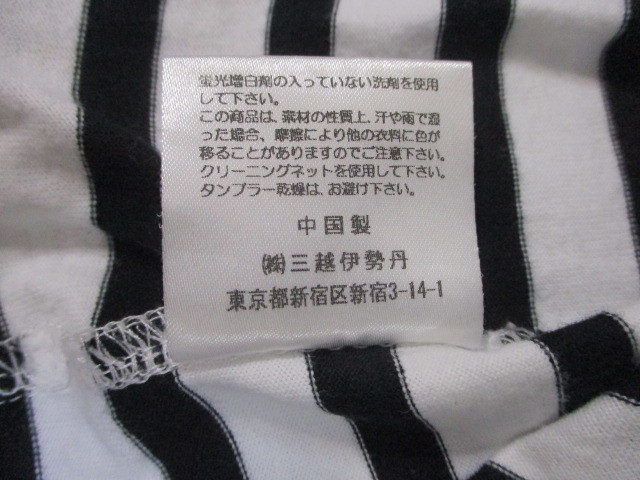 蛍光増白剤の入っていない洗剤を使用
して下さい。
この商品は、素材の性質上、汗や雨で湿
った場合、摩擦により他の衣料に色が
移ることがありますのでご注意下さい。
クリーニングネットを使用して下さい。
タンブラー乾燥は、お避け下さい。
中国製
㈱三越伊勢丹
東京都新宿区新宿3-14-1